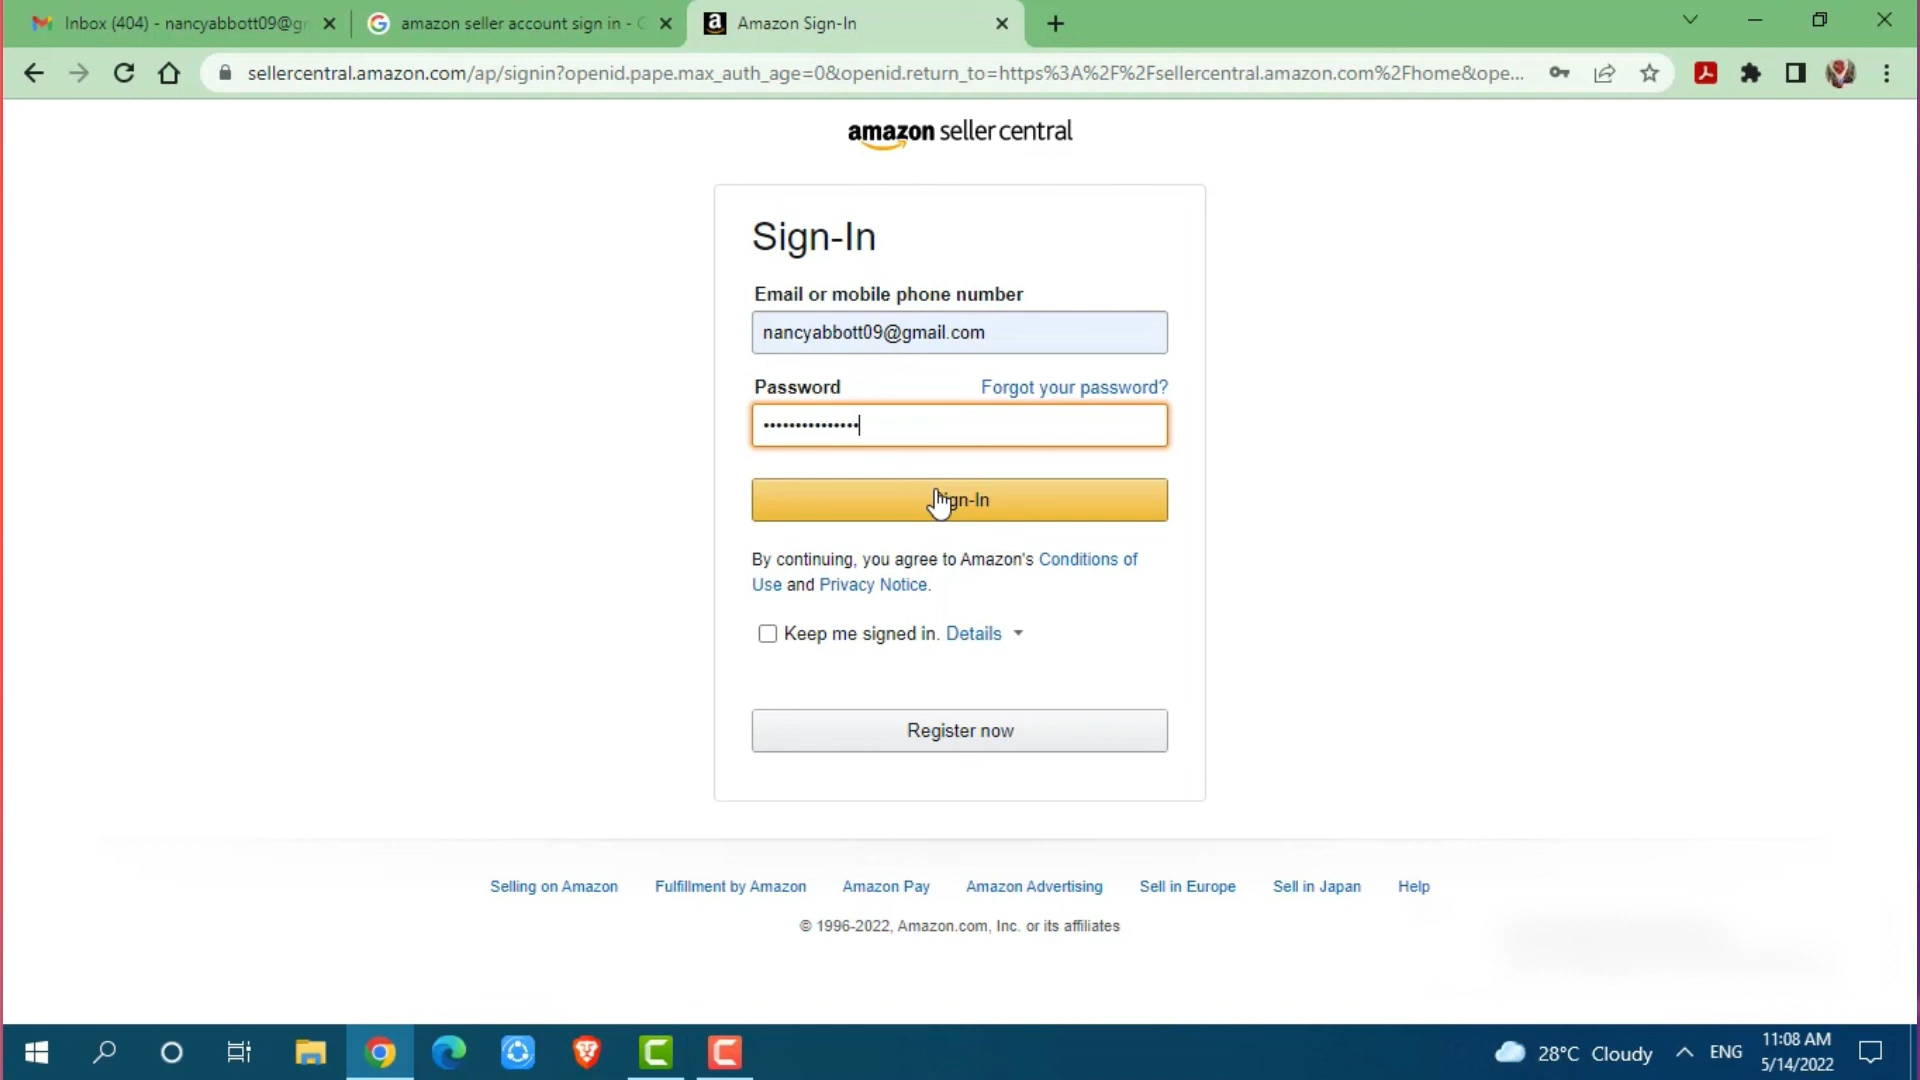 Inbox (404) - nancyabbott09@gr
amazon seller account sign in -
Amazon Sign-In
sellercentral.amazon.com/ap/signin?openid.pape.max_auth_age=0&openid.return_to=https%3A%2F%2Fsellercentral.amazon.com%2Fhome&ope...
amazon seller central
Sign-In
Email or mobile phone number
nancyabbott09@gmail.com
Password
Forgot your password?
•••••••••••••••
Sign-In
By continuing, you agree to Amazon's Conditions of
Use and Privacy Notice.
Keep me signed in. Details
Register now
Selling on Amazon
Fulfillment by Amazon
Amazon Pay
Amazon Advertising
Sell in Europe
Sell in Japan
Help
© 1996-2022, Amazon.com, Inc. or its affiliates
28°C Cloudy
ENG
11:08 AM
5/14/2022